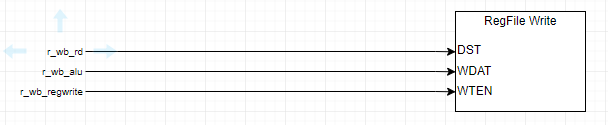 RegFile Write
r_wb_rd DST
r_wb_alu WDAT
r_wb_regwrite WTEN